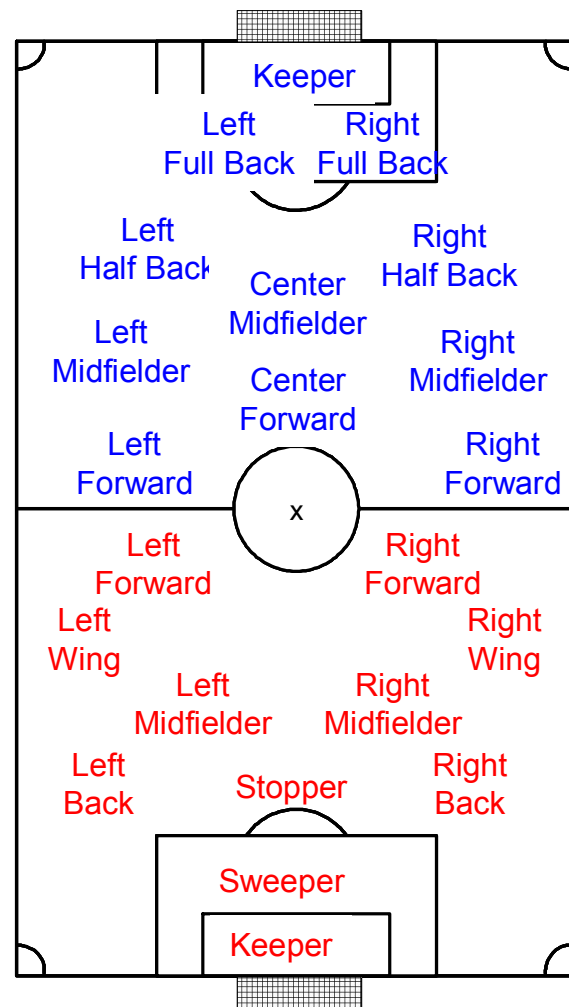 Keeper
Left
Full Back
Right
Full Back
Left
Half Back
Right
Half Back
Center
Midfielder
Left
Midfielder
Right
Midfielder
Center
Forward
Left
Forward
Right
Forward
x
Left
Forward
Right
Forward
Left
Wing
Right
Wing
Left
Midfielder
Right
Midfielder
Left
Back
Right
Back
Stopper
Sweeper
Keeper